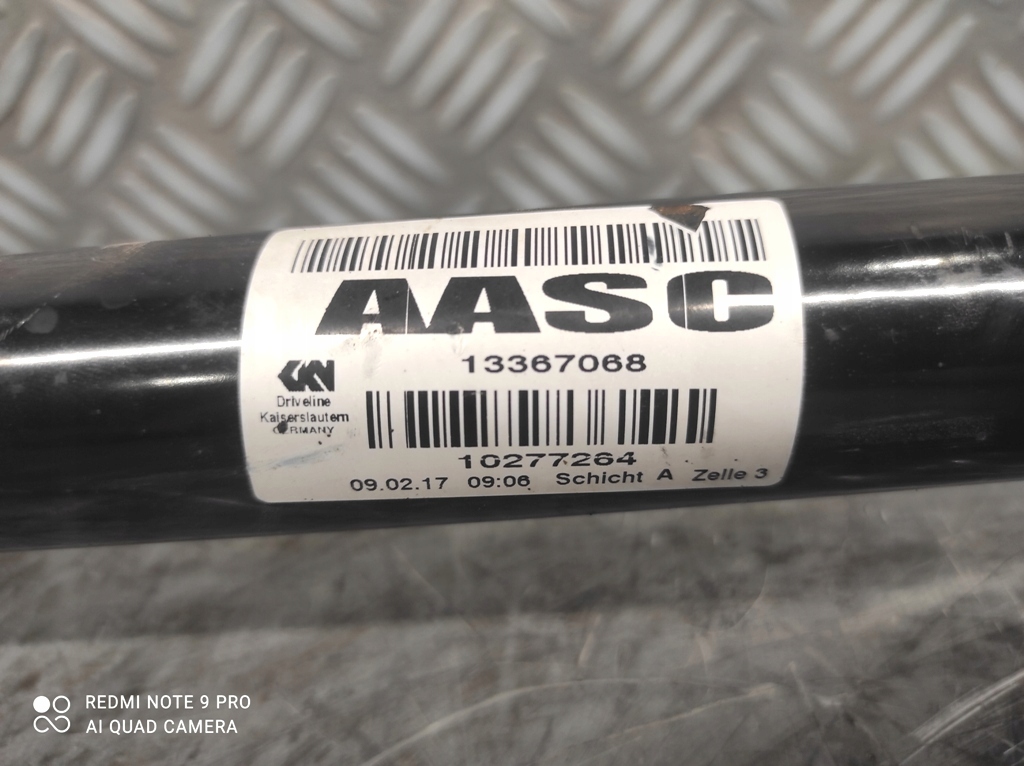 AASC
13367068
GKN
Driveline
Kaiserslautern
GERMANY
10277264
09.02.17 09:06 Schicht A Zelle 3
REDMI NOTE 9 PRO
AI QUAD CAMERA